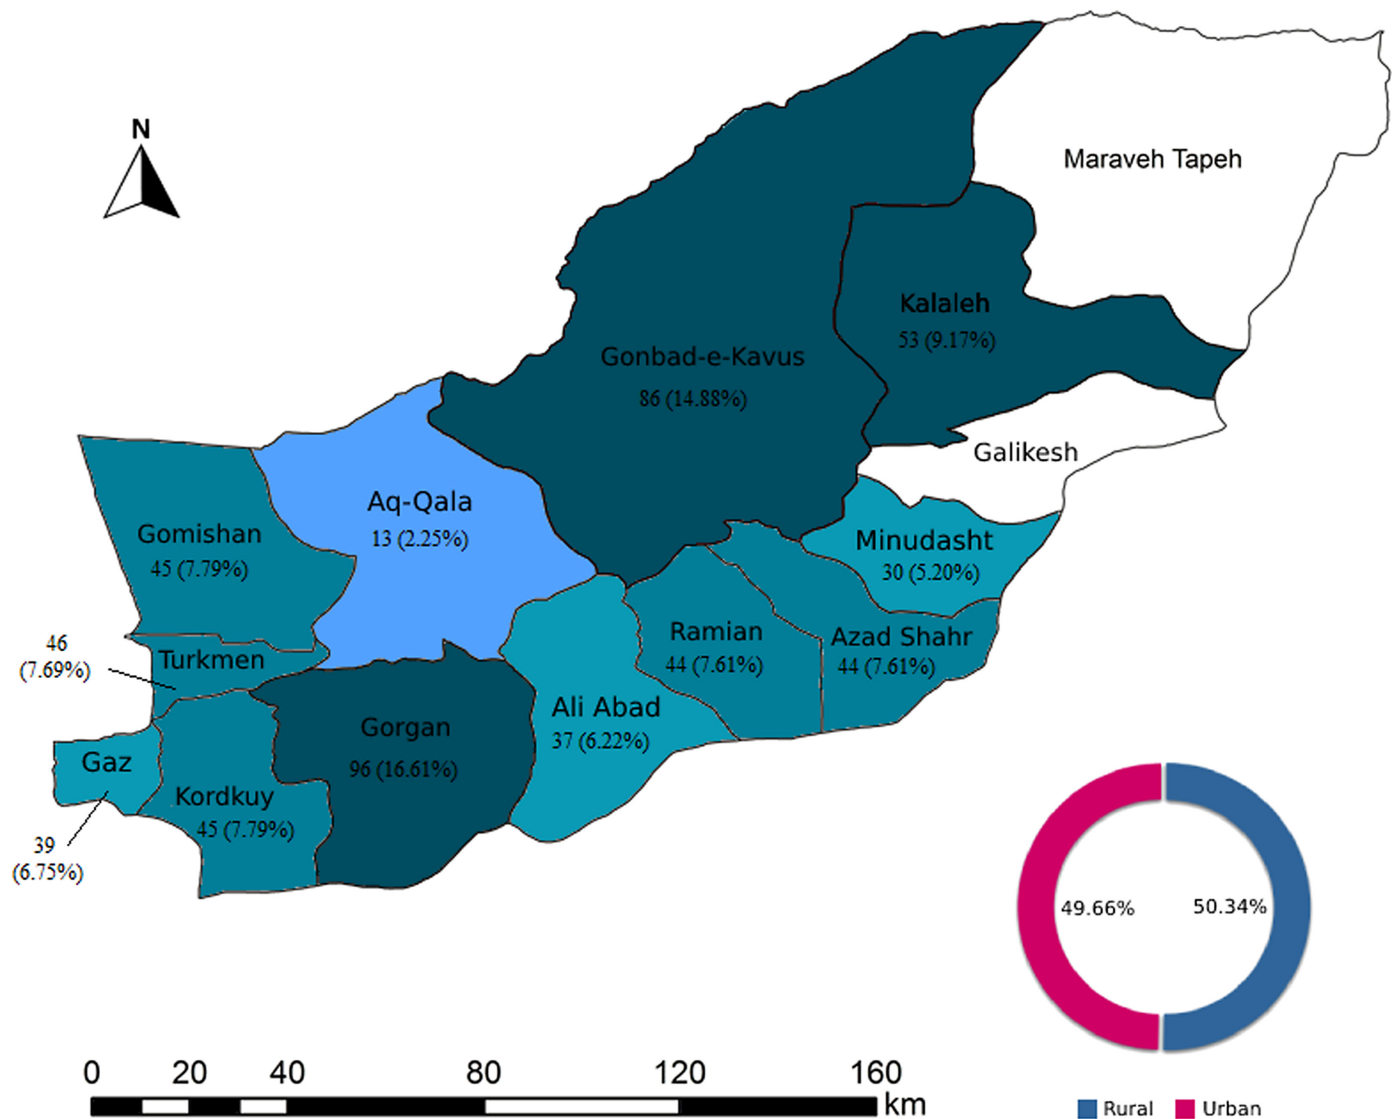 N
Maraveh Tapeh
Kalaleh
53 (9.17%)
Gonbad-e-Kavus
86 (14.88%)
Galikesh
Aq-Qala
13 (2.25%)
Gomishan
45 (7.79%)
Minudasht
30 (5.20%)
46
(7.69%)
Turkmen
Ramian
44 (7.61%)
Azad Shahr
44 (7.61%)
Ali Abad
37 (6.22%)
Gorgan
96 (16.61%)
Gaz
Kordkuy
45 (7.79%)
39
(6.75%)
49.66% 50.34%
0 20 40 80 120 160
km
Rural Urban